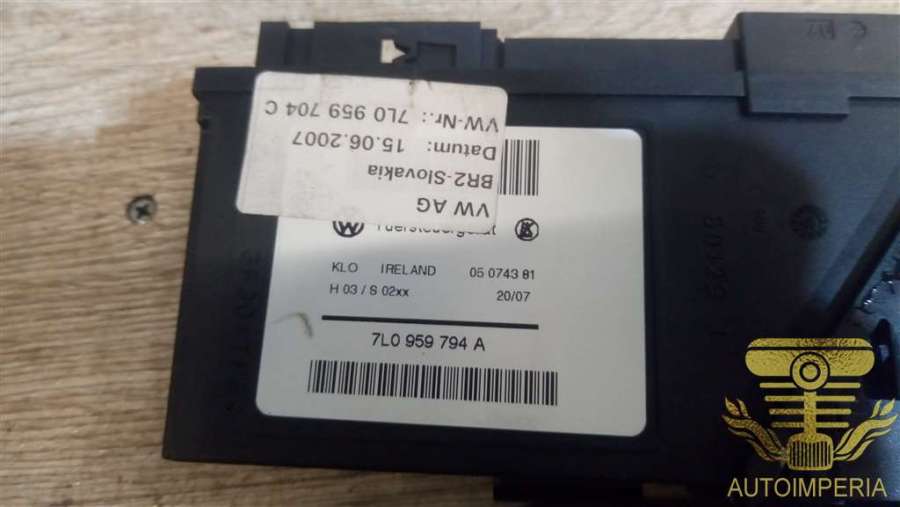 VW AG
BR2-Slovakia
Datum: 15.06.2007
VW-Nr.: 7L0 959 704 C
KLO IRELAND 05 0743 81
H 03 / S 02xx 20/07
7L0 959 794 A
AUTOIMPERIA